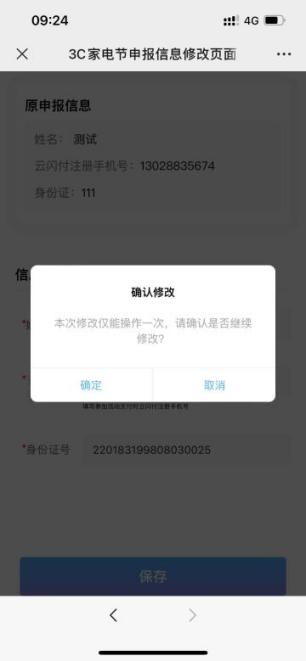 09:24
4G
3C家电节申报信息修改页面
原申报信息
姓名： 测试
云闪付注册手机号：13028835674
身份证：111
信
确认修改
本次修改仅能操作一次，请确认是否继续
修改？
确定
取消
填写参加活动支付时云闪付注册手机号
*身份证号
220183199808030025
保存